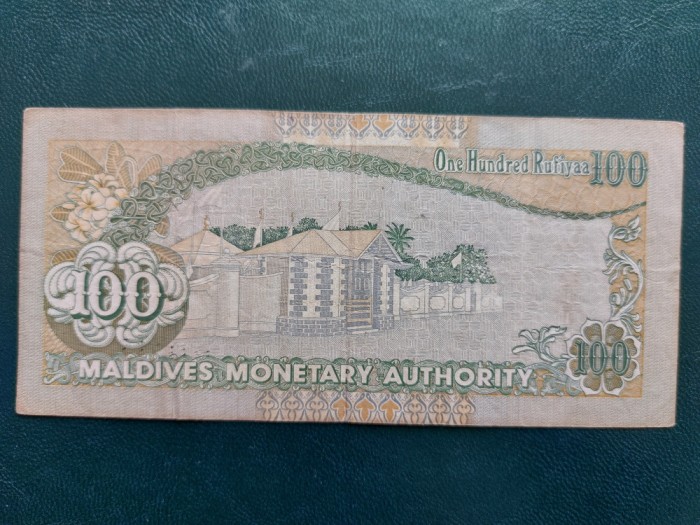 One Hundred Rufiyaa 100
100
100
MALDIVES MONETARY AUTHORITY